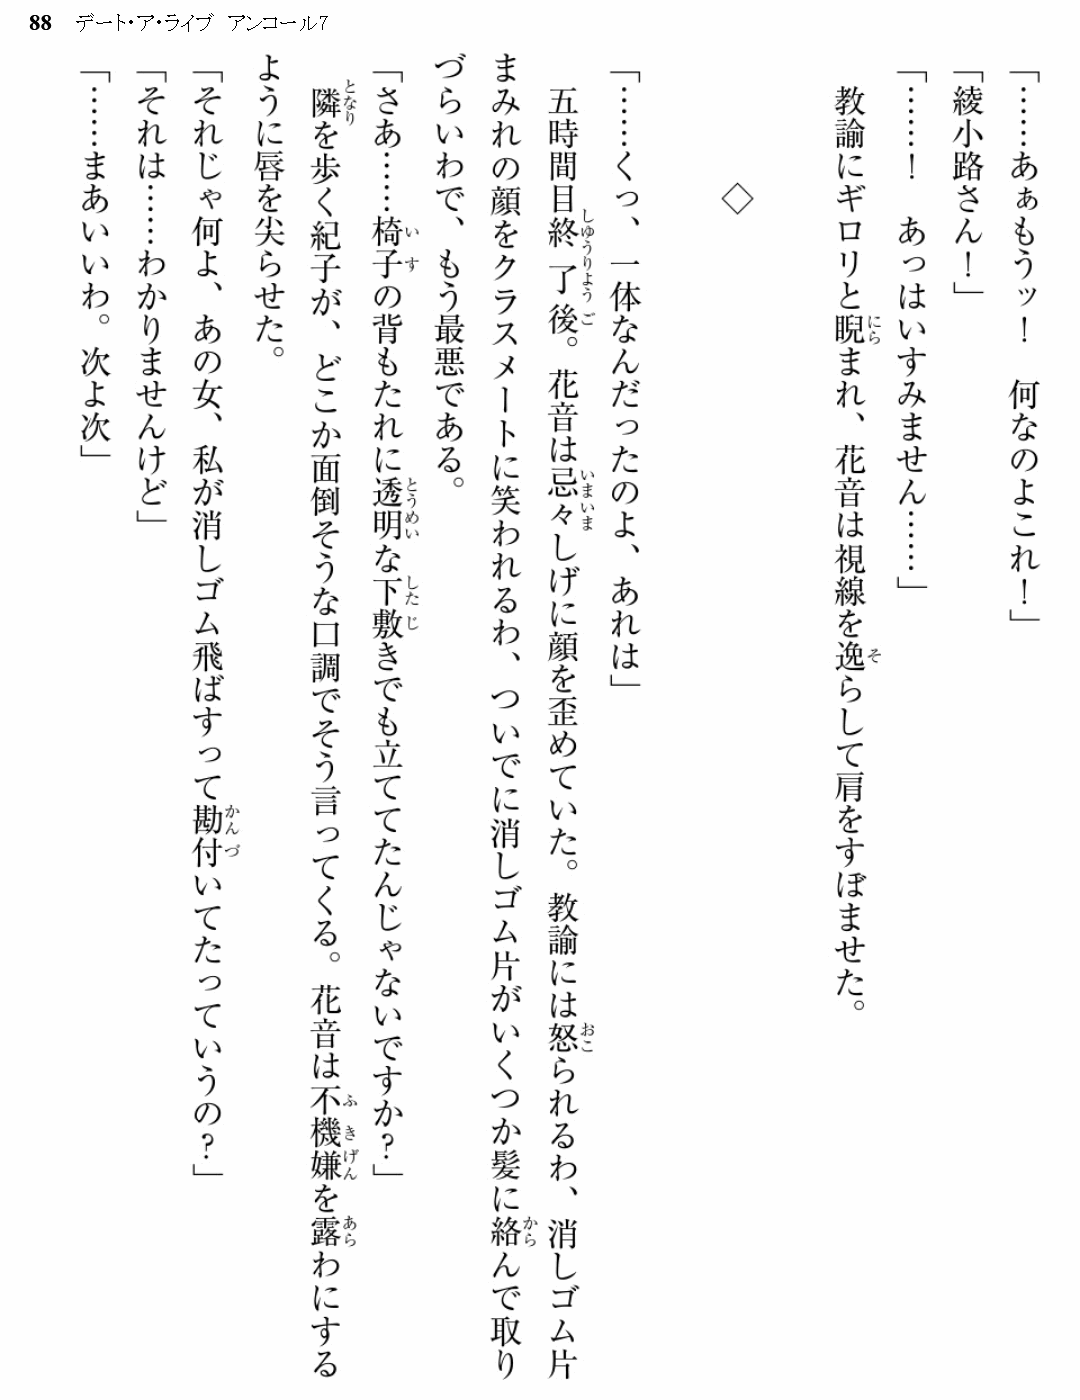 88 デート・ア・ライブ アンコール7
「……あぁもうッ！ 何なのよこれ！」
「綾小路さん！」
「……！ あっはいすみません……」
教諭にギロリと睨まれ、花音は視線を逸らして肩をすぼませた。
◇
「……くっ、一体なんだったのよ、あれは」
五時間目終了後。花音は忌々しげに顔を歪めていた。教諭には怒られるわ、消しゴム片
まみれの顔をクラスメートに笑われるわ、ついでに消しゴム片がいくつか髪に絡んで取り
づらいわで、もう最悪である。
「さあ……椅子の背もたれに透明な下敷きでも立ててたんじゃないですか？」
隣を歩く紀子が、どこか面倒そうな口調でそう言ってくる。花音は不機嫌を露わにする
ように唇を尖らせた。
「それじゃ何よ、あの女、私が消しゴム飛ばすって勘付いてたっていうの？」
「それは……わかりませんけど」
「……まあいいわ。次よ次」